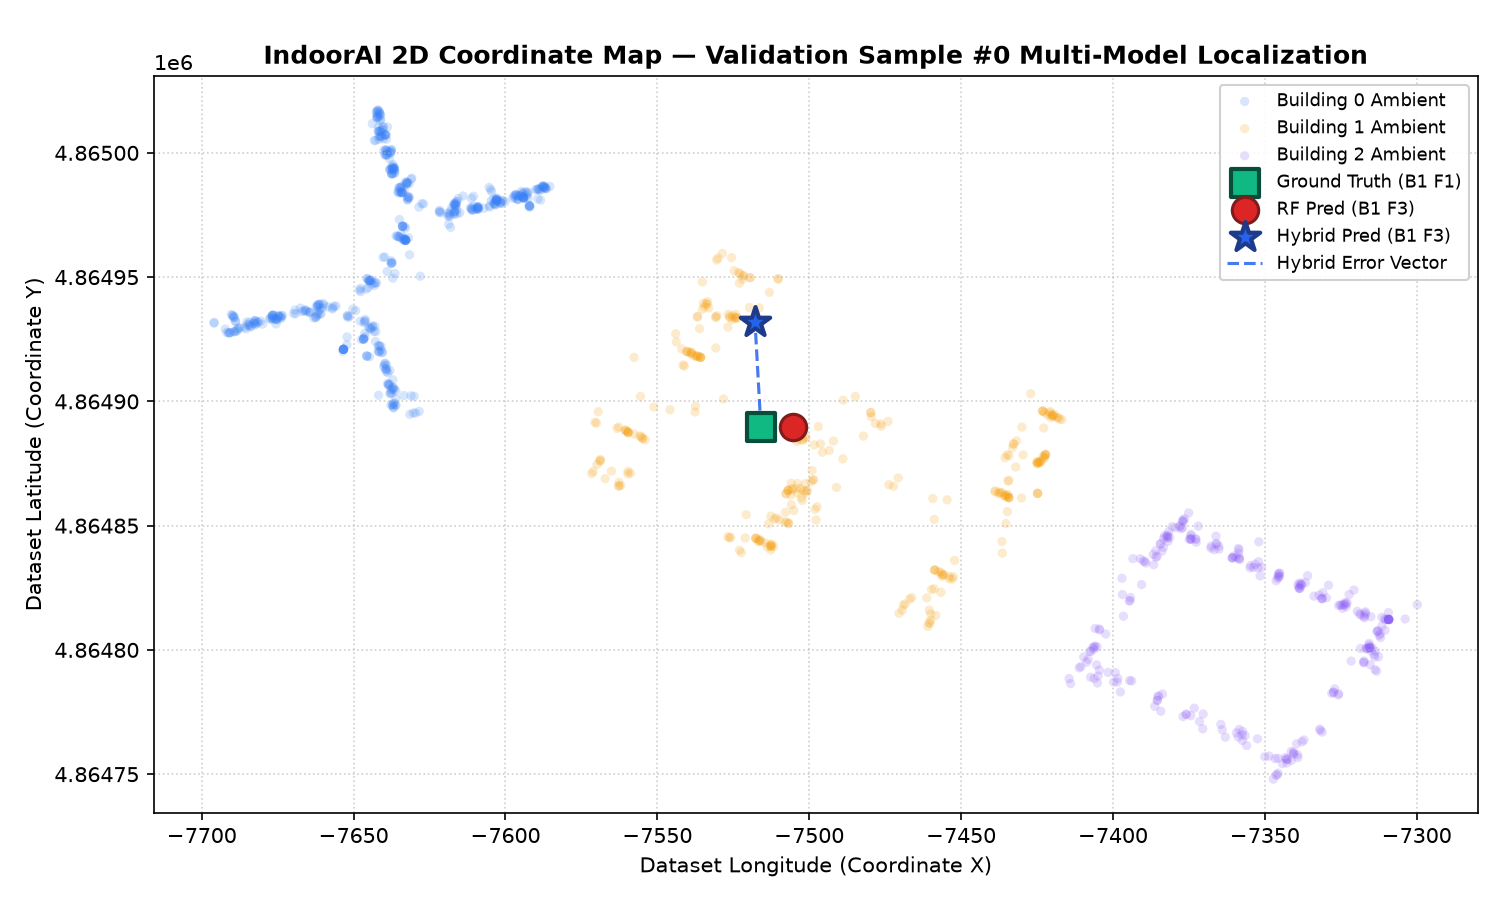 IndoorAI 2D Coordinate Map — Validation Sample #0 Multi-Model Localization
1e6
Building 0 Ambient
Building 1 Ambient
Building 2 Ambient
Ground Truth (B1 F1)
RF Pred (B1 F3)
Hybrid Pred (B1 F3)
Hybrid Error Vector
4.86500
4.86495
4.86490
4.86485
4.86480
4.86475
Dataset Latitude (Coordinate Y)
−7700 −7650 −7600 −7550 −7500 −7450 −7400 −7350 −7300
Dataset Longitude (Coordinate X)